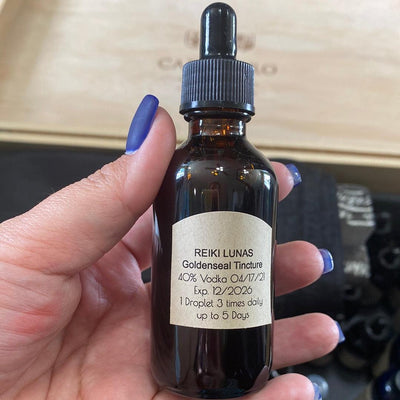 REIKI LUNAS
Goldenseal Tincture
40% Vodka 04/17/21
Exp. 12/2026
1 Droplet 3 times daily
up to 5 Days